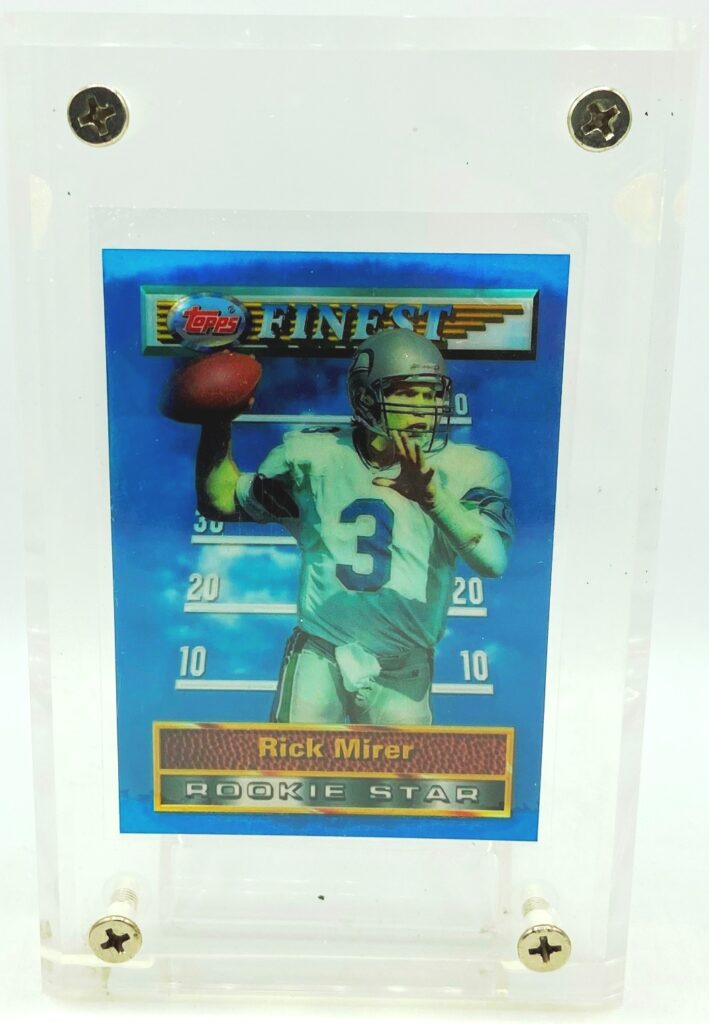 Topps ®
FINEST
3
30
20 20
10 10
Rick Mirer
ROOKIE STAR